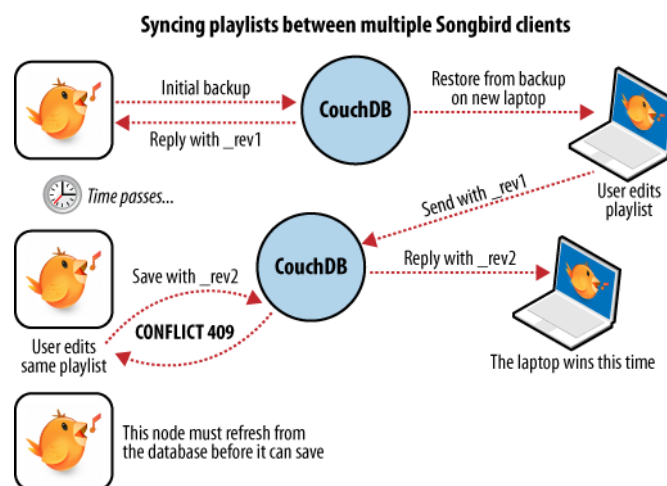 Syncing playlists between multiple Songbird clients
Initial backup
Reply with _rev1
CouchDB
Restore from backup
on new laptop
User edits
playlist
Time passes...
Send with _rev1
CouchDB
Reply with _rev2
Save with _rev2
CONFLICT 409
User edits
same playlist
The laptop wins this time
This node must refresh from
the database before it can save